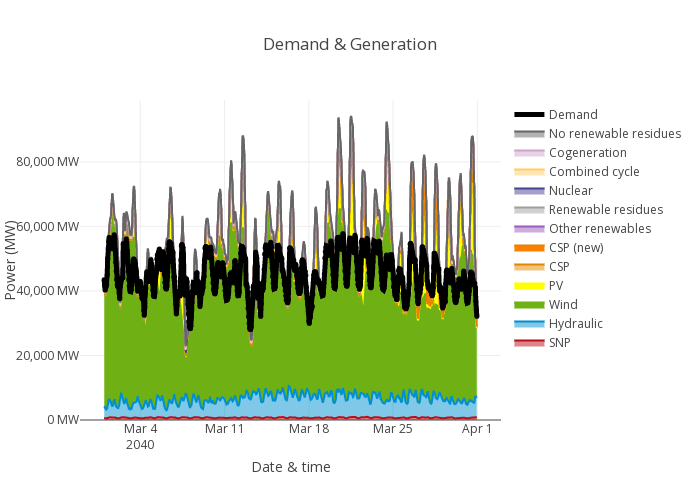 Demand & Generation
Power (MW)
80,000 MW
60,000 MW
40,000 MW
20,000 MW
0 MW
Mar 4
2040
Mar 11
Mar 18
Mar 25
Apr 1
Date & time
Demand
No renewable residues
Cogeneration
Combined cycle
Nuclear
Renewable residues
Other renewables
CSP (new)
CSP
PV
Wind
Hydraulic
SNP